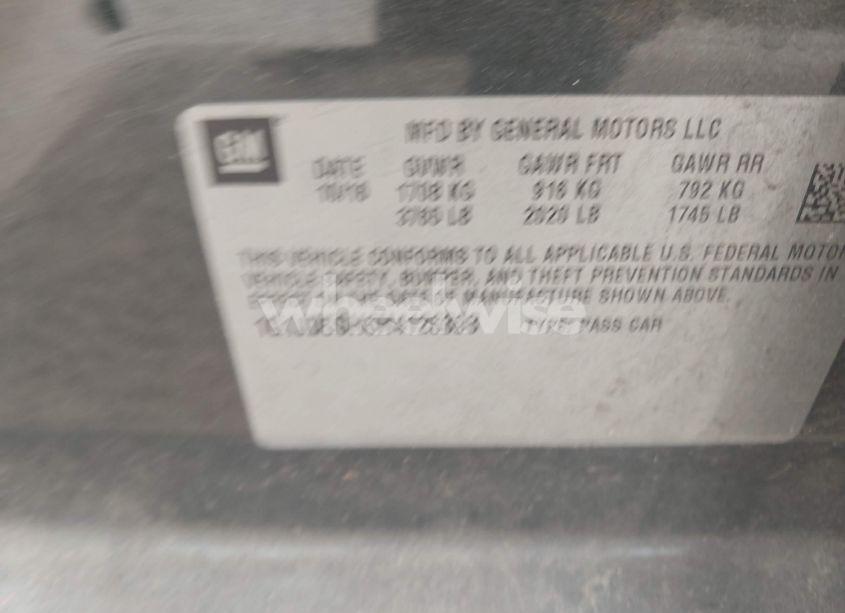 GM
MFD BY GENERAL MOTORS LLC
DATE GVWR GAWR FRT GAWR RR
10/18 1708 KG 916 KG 792 KG
3765 LB 2020 LB 1745 LB
THIS VEHICLE CONFORMS TO ALL APPLICABLE U.S. FEDERAL MOTOR
VEHICLE SAFETY, BUMPER, AND THEFT PREVENTION STANDARDS IN
EFFECT ON THE DATE OF MANUFACTURE SHOWN ABOVE.
wheelwise
TYPE: PASS CAR